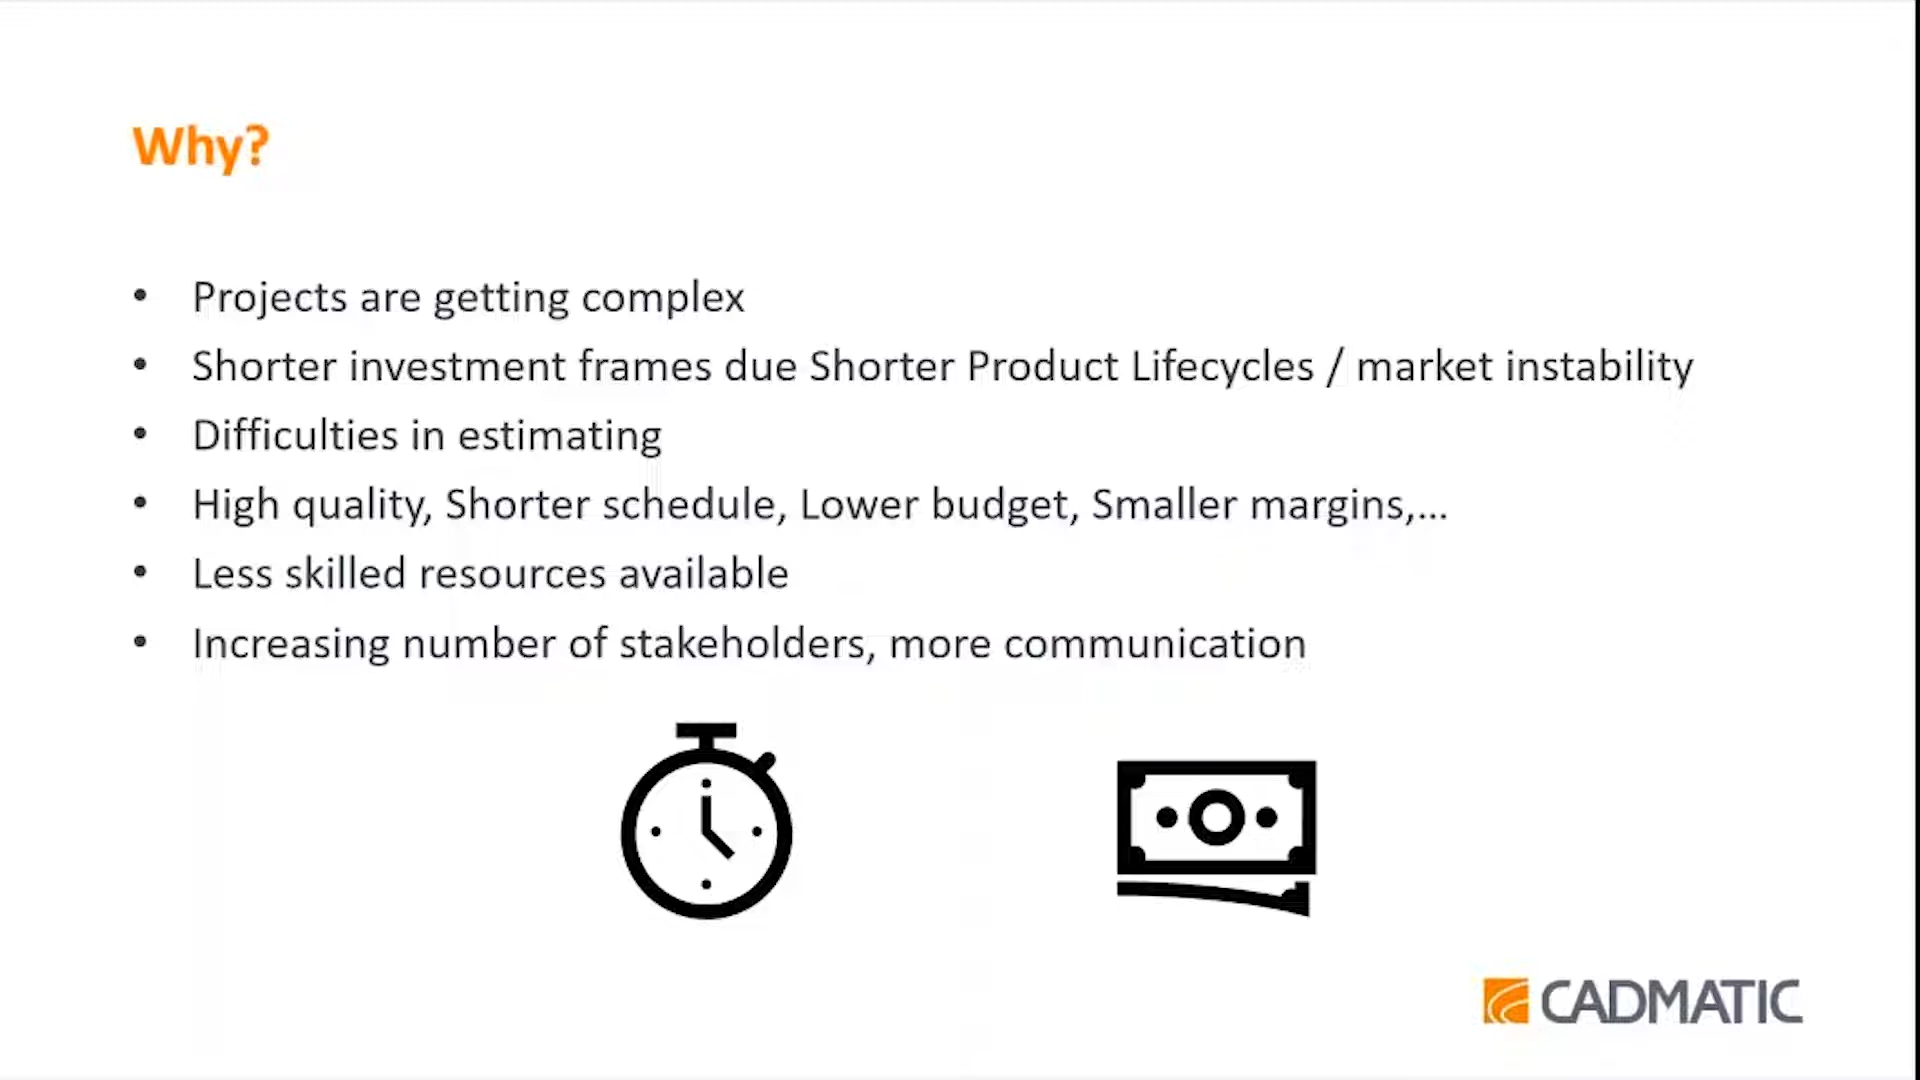 Why?
• Projects are getting complex
• Shorter investment frames due Shorter Product Lifecycles / market instability
• Difficulties in estimating
• High quality, Shorter schedule, Lower budget, Smaller margins,...
• Less skilled resources available
• Increasing number of stakeholders, more communication
CADMATIC